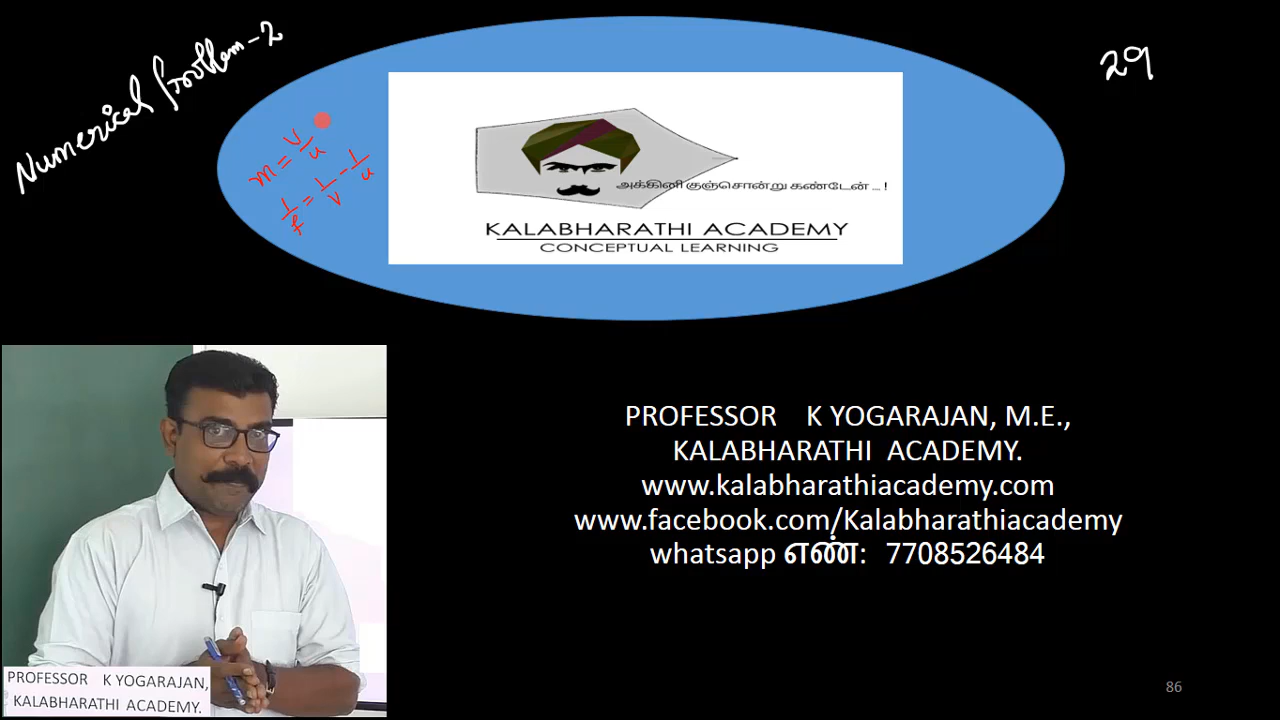 Numerical Problem-2
29
m = v/u
1/f = 1/v - 1/u
அக்கினி குஞ்சொன்று கண்டேன் ...!
KALABHARATHI ACADEMY
CONCEPTUAL LEARNING
PROFESSOR K YOGARAJAN, M.E.,
KALABHARATHI ACADEMY.
www.kalabharathiacademy.com
www.facebook.com/Kalabharathiacademy
whatsapp எண்: 7708526484
PROFESSOR K YOGARAJAN,
KALABHARATHI ACADEMY.
86